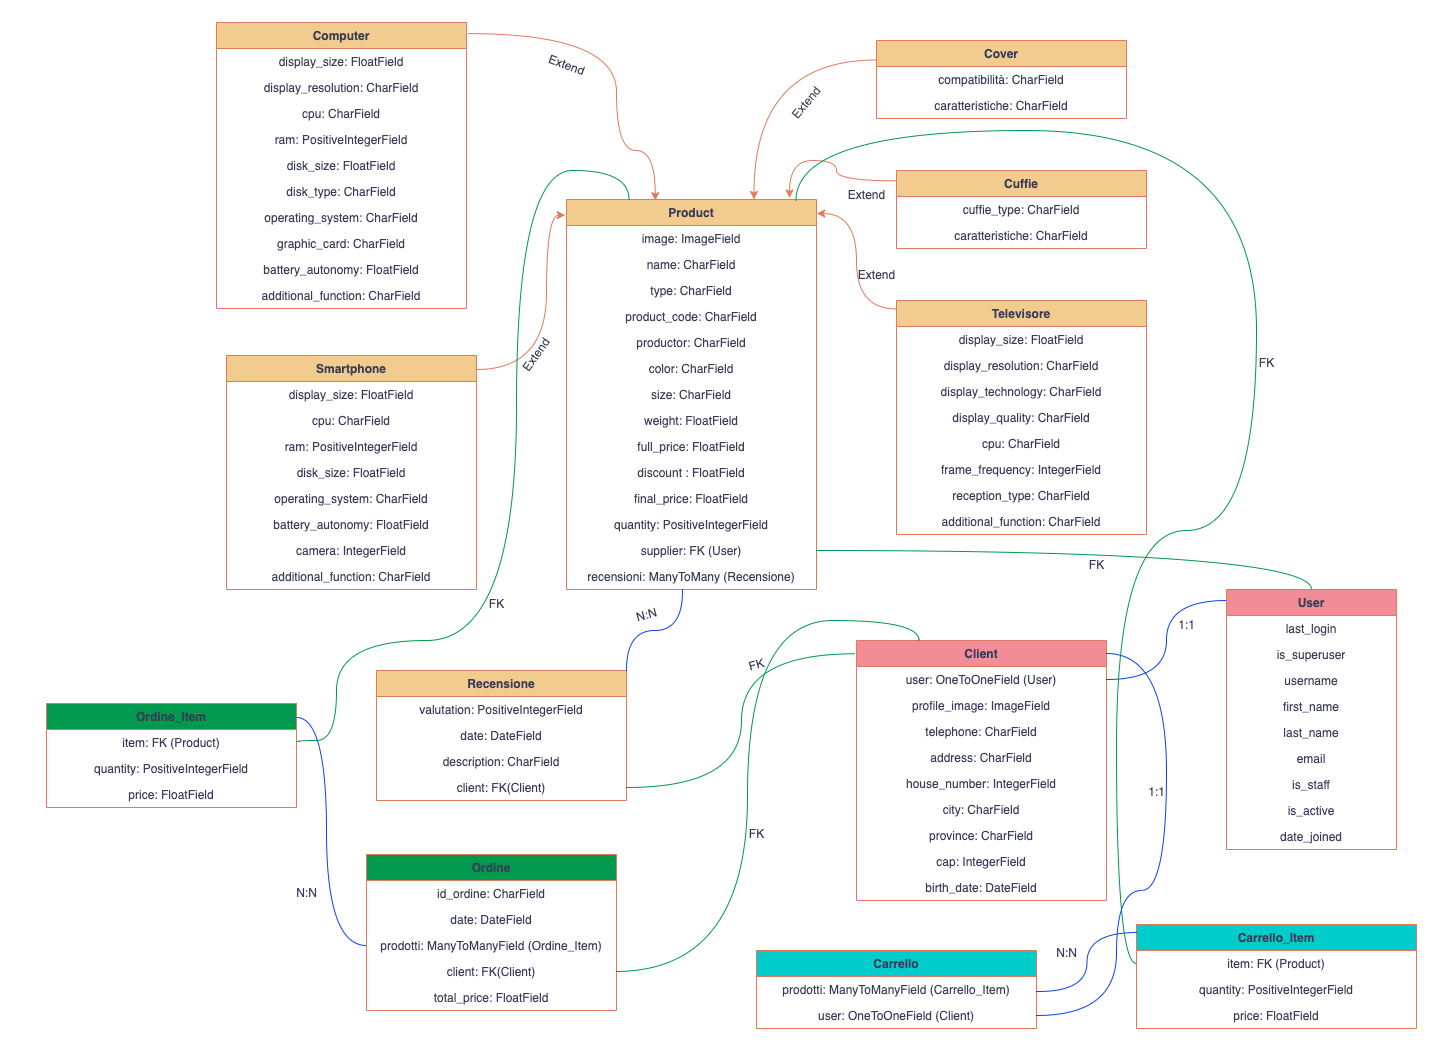 Computer
display_size: FloatField
display_resolution: CharField
cpu: CharField
ram: PositiveIntegerField
disk_size: FloatField
disk_type: CharField
operating_system: CharField
graphic_card: CharField
battery_autonomy: FloatField
additional_function: CharField
Extend
Cover
compatibilità: CharField
caratteristiche: CharField
Extend
Cuffie
cuffie_type: CharField
caratteristiche: CharField
Extend
Product
image: ImageField
name: CharField
type: CharField
product_code: CharField
productor: CharField
color: CharField
size: CharField
weight: FloatField
full_price: FloatField
discount : FloatField
final_price: FloatField
quantity: PositiveIntegerField
supplier: FK (User)
recensioni: ManyToMany (Recensione)
Extend
Televisore
display_size: FloatField
display_resolution: CharField
display_technology: CharField
display_quality: CharField
cpu: CharField
frame_frequency: IntegerField
reception_type: CharField
additional_function: CharField
FK
Smartphone
display_size: FloatField
cpu: CharField
ram: PositiveIntegerField
disk_size: FloatField
operating_system: CharField
battery_autonomy: FloatField
camera: IntegerField
additional_function: CharField
Extend
FK
FK
N:N
User
last_login
is_superuser
username
first_name
last_name
email
is_staff
is_active
date_joined
1:1
Client
user: OneToOneField (User)
profile_image: ImageField
telephone: CharField
address: CharField
house_number: IntegerField
city: CharField
province: CharField
cap: IntegerField
birth_date: DateField
FK
1:1
Recensione
valutation: PositiveIntegerField
date: DateField
description: CharField
client: FK(Client)
Ordine_Item
item: FK (Product)
quantity: PositiveIntegerField
price: FloatField
FK
N:N
Ordine
id_ordine: CharField
date: DateField
prodotti: ManyToManyField (Ordine_Item)
client: FK(Client)
total_price: FloatField
Carrello
prodotti: ManyToManyField (Carrello_Item)
user: OneToOneField (Client)
N:N
Carrello_Item
item: FK (Product)
quantity: PositiveIntegerField
price: FloatField